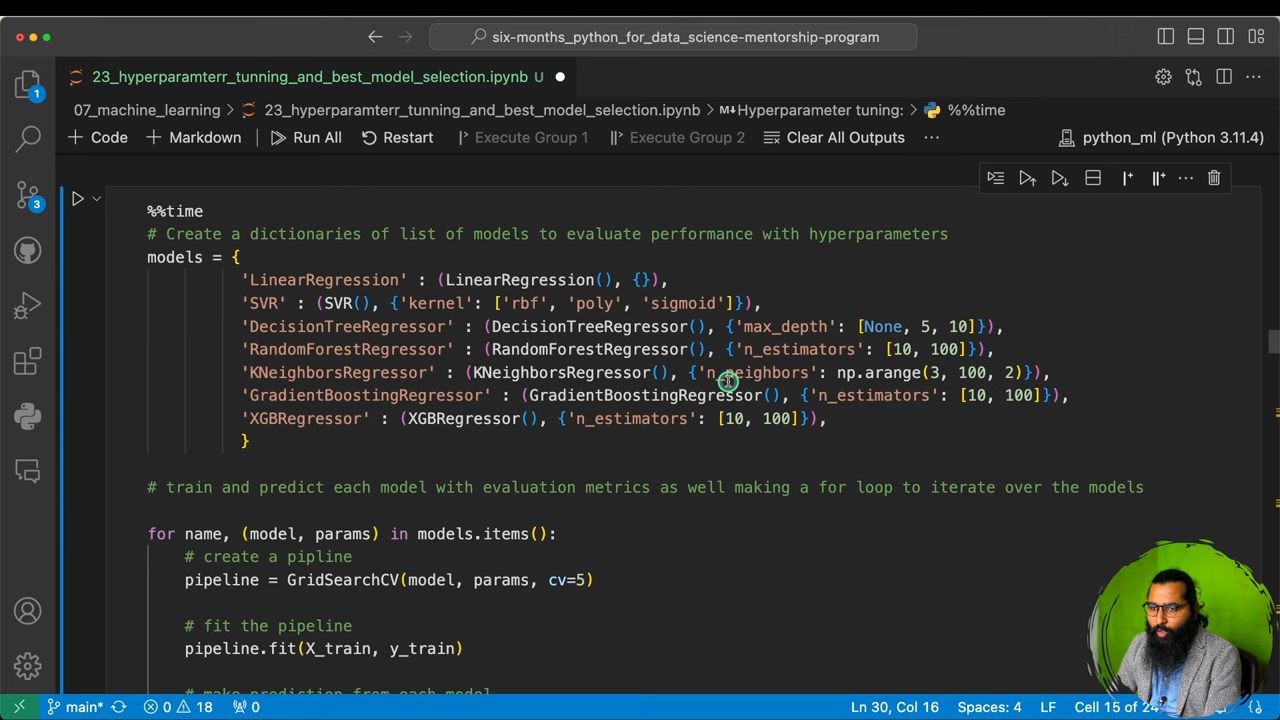 six-months_python_for_data_science-mentorship-program
23_hyperparamterr_tunning_and_best_model_selection.ipynb U
07_machine_learning > 23_hyperparamterr_tunning_and_best_model_selection.ipynb > M↓Hyperparameter tuning: > %%time
+ Code + Markdown Run All Restart Execute Group 1 Execute Group 2 Clear All Outputs ... python_ml (Python 3.11.4)
1
3
%%time
# Create a dictionaries of list of models to evaluate performance with hyperparameters
models = {
'LinearRegression' : (LinearRegression(), {}),
'SVR' : (SVR(), {'kernel': ['rbf', 'poly', 'sigmoid']}),
'DecisionTreeRegressor' : (DecisionTreeRegressor(), {'max_depth': [None, 5, 10]}),
'RandomForestRegressor' : (RandomForestRegressor(), {'n_estimators': [10, 100]}),
'KNeighborsRegressor' : (KNeighborsRegressor(), {'n_neighbors': np.arange(3, 100, 2)}),
'GradientBoostingRegressor' : (GradientBoostingRegressor(), {'n_estimators': [10, 100]}),
'XGBRegressor' : (XGBRegressor(), {'n_estimators': [10, 100]}),
}
# train and predict each model with evaluation metrics as well making a for loop to iterate over the models
for name, (model, params) in models.items():
# create a pipline
pipeline = GridSearchCV(model, params, cv=5)
# fit the pipeline
pipeline.fit(X_train, y_train)
# make prediction from each model
main* 0 18 0 Ln 30, Col 16 Spaces: 4 LF Cell 15 of 24